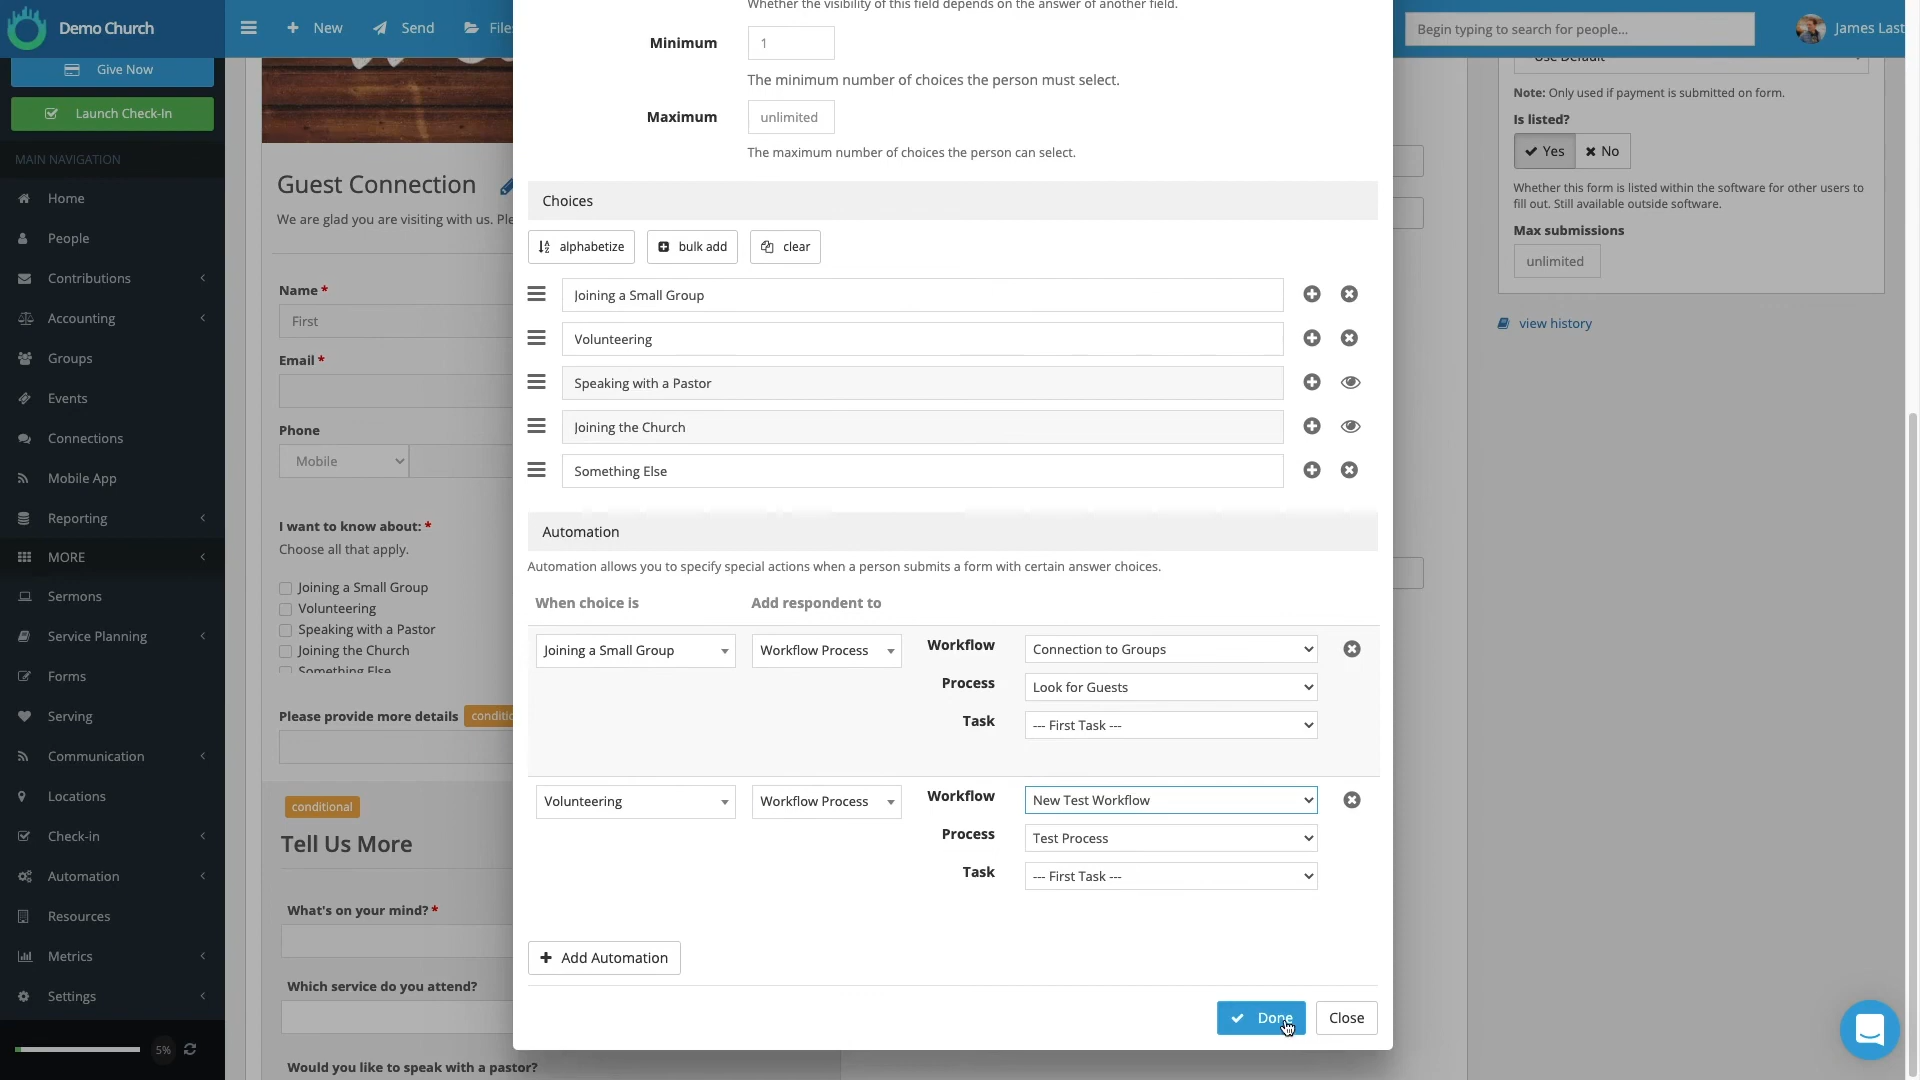 Demo Church
Give Now
Launch Check-In
MAIN NAVIGATION
Home
People
Contributions
Accounting
Groups
Events
Connections
Mobile App
Reporting
MORE
Sermons
Service Planning
Forms
Serving
Communication
Locations
Check-in
Automation
Resources
Metrics
Settings
5%
New
Send
Files
Begin typing to search for people...
James Last
Guest Connection
We are glad you are visiting with us. Ple
Name *
First
Email *
Phone
Mobile
I want to know about: *
Choose all that apply.
Joining a Small Group
Volunteering
Speaking with a Pastor
Joining the Church
Something Else
Please provide more details
conditio
conditional
Tell Us More
What's on your mind? *
Which service do you attend?
Would you like to speak with a pastor?
Whether the visibility of this field depends on the answer of another field.
Minimum
1
The minimum number of choices the person must select.
Maximum
unlimited
The maximum number of choices the person can select.
Choices
alphabetize
bulk add
clear
Joining a Small Group
Volunteering
Speaking with a Pastor
Joining the Church
Something Else
Automation
Automation allows you to specify special actions when a person submits a form with certain answer choices.
When choice is
Add respondent to
Joining a Small Group
Workflow Process
Workflow
Connection to Groups
Process
Look for Guests
Task
--- First Task ---
Volunteering
Workflow Process
Workflow
New Test Workflow
Process
Test Process
Task
--- First Task ---
Add Automation
Done
Close
Use Default
Note: Only used if payment is submitted on form.
Is listed?
Yes
No
Whether this form is listed within the software for other users to
fill out. Still available outside software.
Max submissions
unlimited
view history